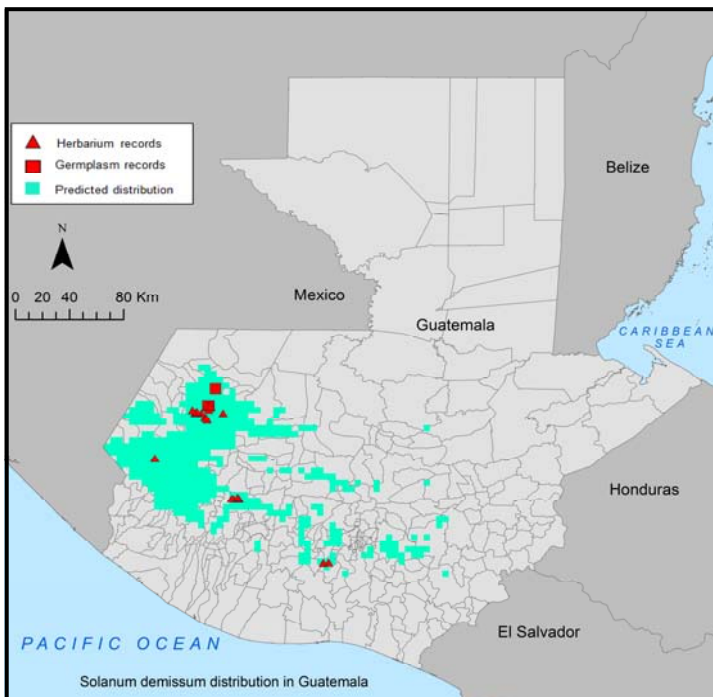 Herbarium records
Germplasm records
Predicted distribution
N
0 20 40 80 Km
Belize
Mexico
Guatemala
CARIBBEAN
SEA
Honduras
El Salvador
PACIFIC OCEAN
Solanum demissum distribution in Guatemala